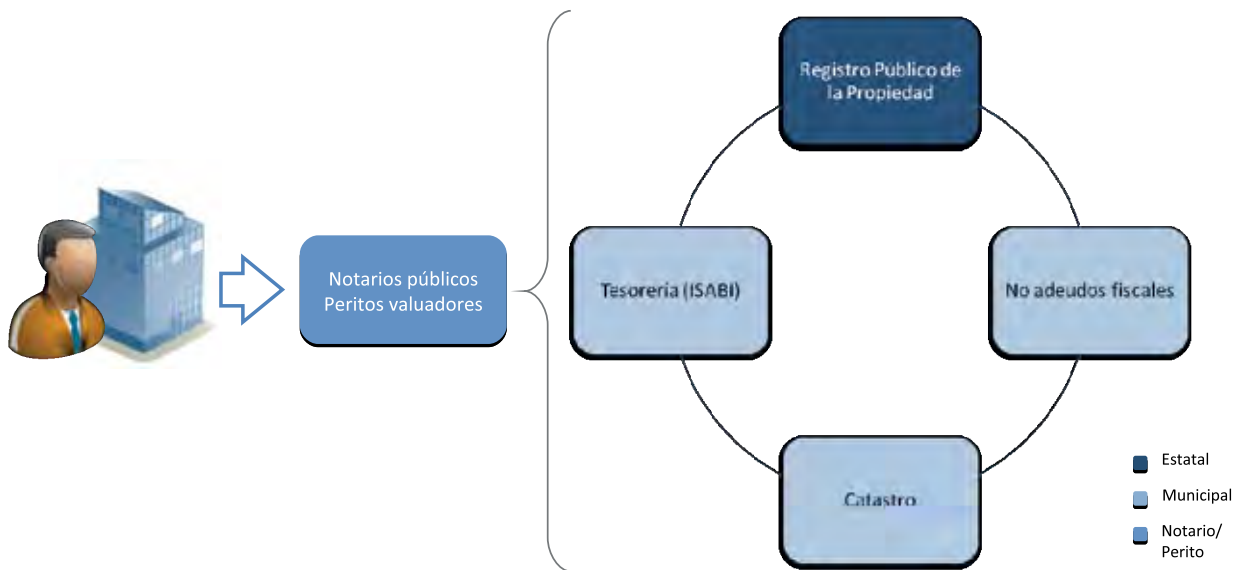 Registro Público de
la Propiedad
Notarios públicos
Peritos valuadores
Tesorería (ISABI)
No adeudos fiscales
Catastro
Estatal
Municipal
Notario/
Perito